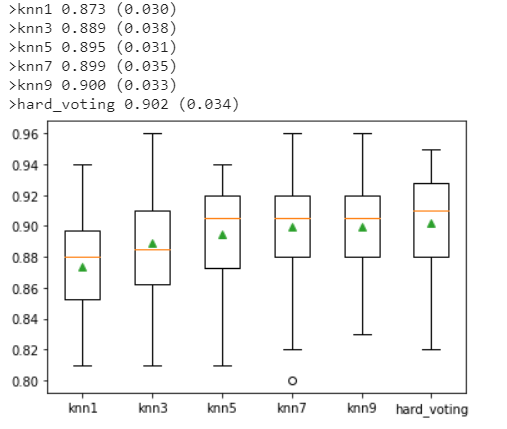 >knn1 0.873 (0.030)
>knn3 0.889 (0.038)
>knn5 0.895 (0.031)
>knn7 0.899 (0.035)
>knn9 0.900 (0.033)
>hard_voting 0.902 (0.034)
0.96
0.94
0.92
0.90
0.88
0.86
0.84
0.82
0.80
knn1 knn3 knn5 knn7 knn9 hard_voting